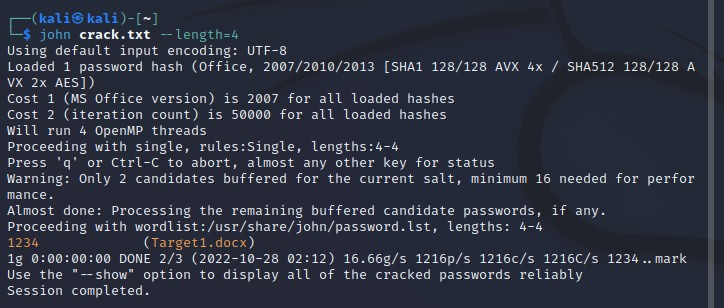 ┌──(kali㉿kali)-[~]
└─$ john crack.txt --length=4
Using default input encoding: UTF-8
Loaded 1 password hash (Office, 2007/2010/2013 [SHA1 128/128 AVX 4x / SHA512 128/128 A
VX 2x AES])
Cost 1 (MS Office version) is 2007 for all loaded hashes
Cost 2 (iteration count) is 50000 for all loaded hashes
Will run 4 OpenMP threads
Proceeding with single, rules:Single, lengths:4-4
Press 'q' or Ctrl-C to abort, almost any other key for status
Warning: Only 2 candidates buffered for the current salt, minimum 16 needed for perfor
mance.
Almost done: Processing the remaining buffered candidate passwords, if any.
Proceeding with wordlist:/usr/share/john/password.lst, lengths: 4-4
1234             (Target1.docx)
1g 0:00:00:00 DONE 2/3 (2022-10-28 02:12) 16.66g/s 1216p/s 1216c/s 1216C/s 1234..mark
Use the "--show" option to display all of the cracked passwords reliably
Session completed.